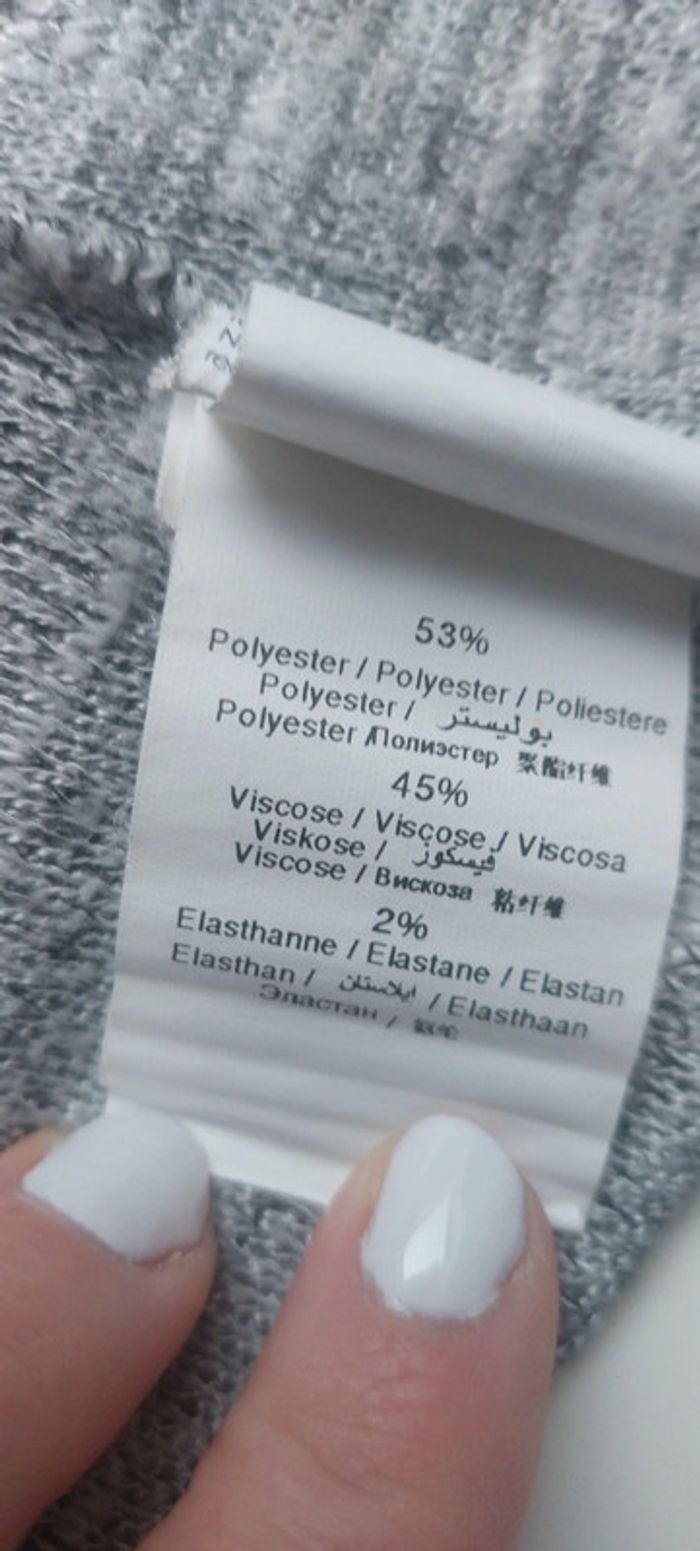 53%
Polyester / Polyester / Poliestere
Polyester / بوليستر
Polyester /Полиэстер 聚酯纤维
45%
Viscose / Viscose / Viscosa
Viskose / فيسكوز
Viscose / Вискоза 粘纤维
2%
Elasthanne / Elastane / Elastan
Elasthan / ايلاستان / Elasthaan
Эластан /